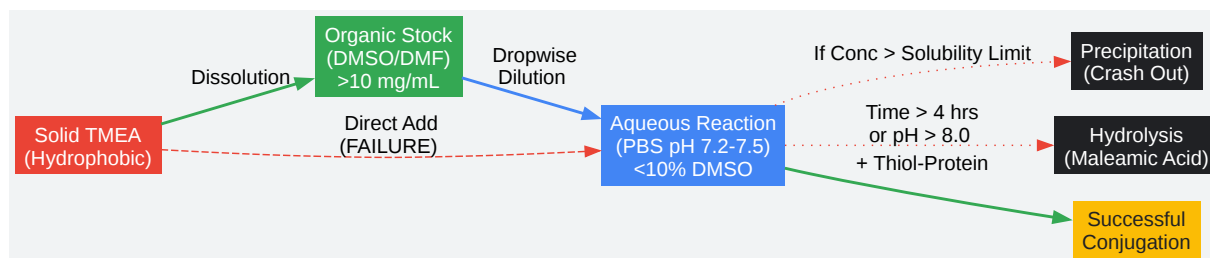 Solid TMEA
(Hydrophobic)
Dissolution
Direct Add
(FAILURE)
Organic Stock
(DMSO/DMF)
>10 mg/mL
Dropwise
Dilution
Aqueous Reaction
(PBS pH 7.2-7.5)
<10% DMSO
If Conc > Solubility Limit
Time > 4 hrs
or pH > 8.0
+ Thiol-Protein
Precipitation
(Crash Out)
Hydrolysis
(Maleamic Acid)
Successful
Conjugation